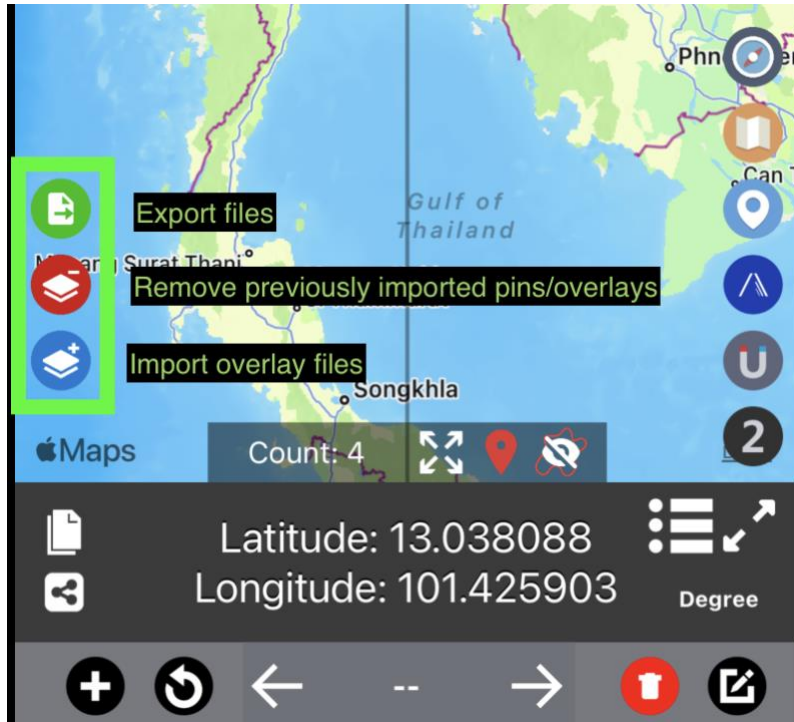 Phn
Can
Gulf of
Thailand
Export files
Surat Thani
Remove previously imported pins/overlays
Import overlay files
Songkhla
Maps
Count: 4
2
Latitude: 13.038088
Longitude: 101.425903
Degree
--